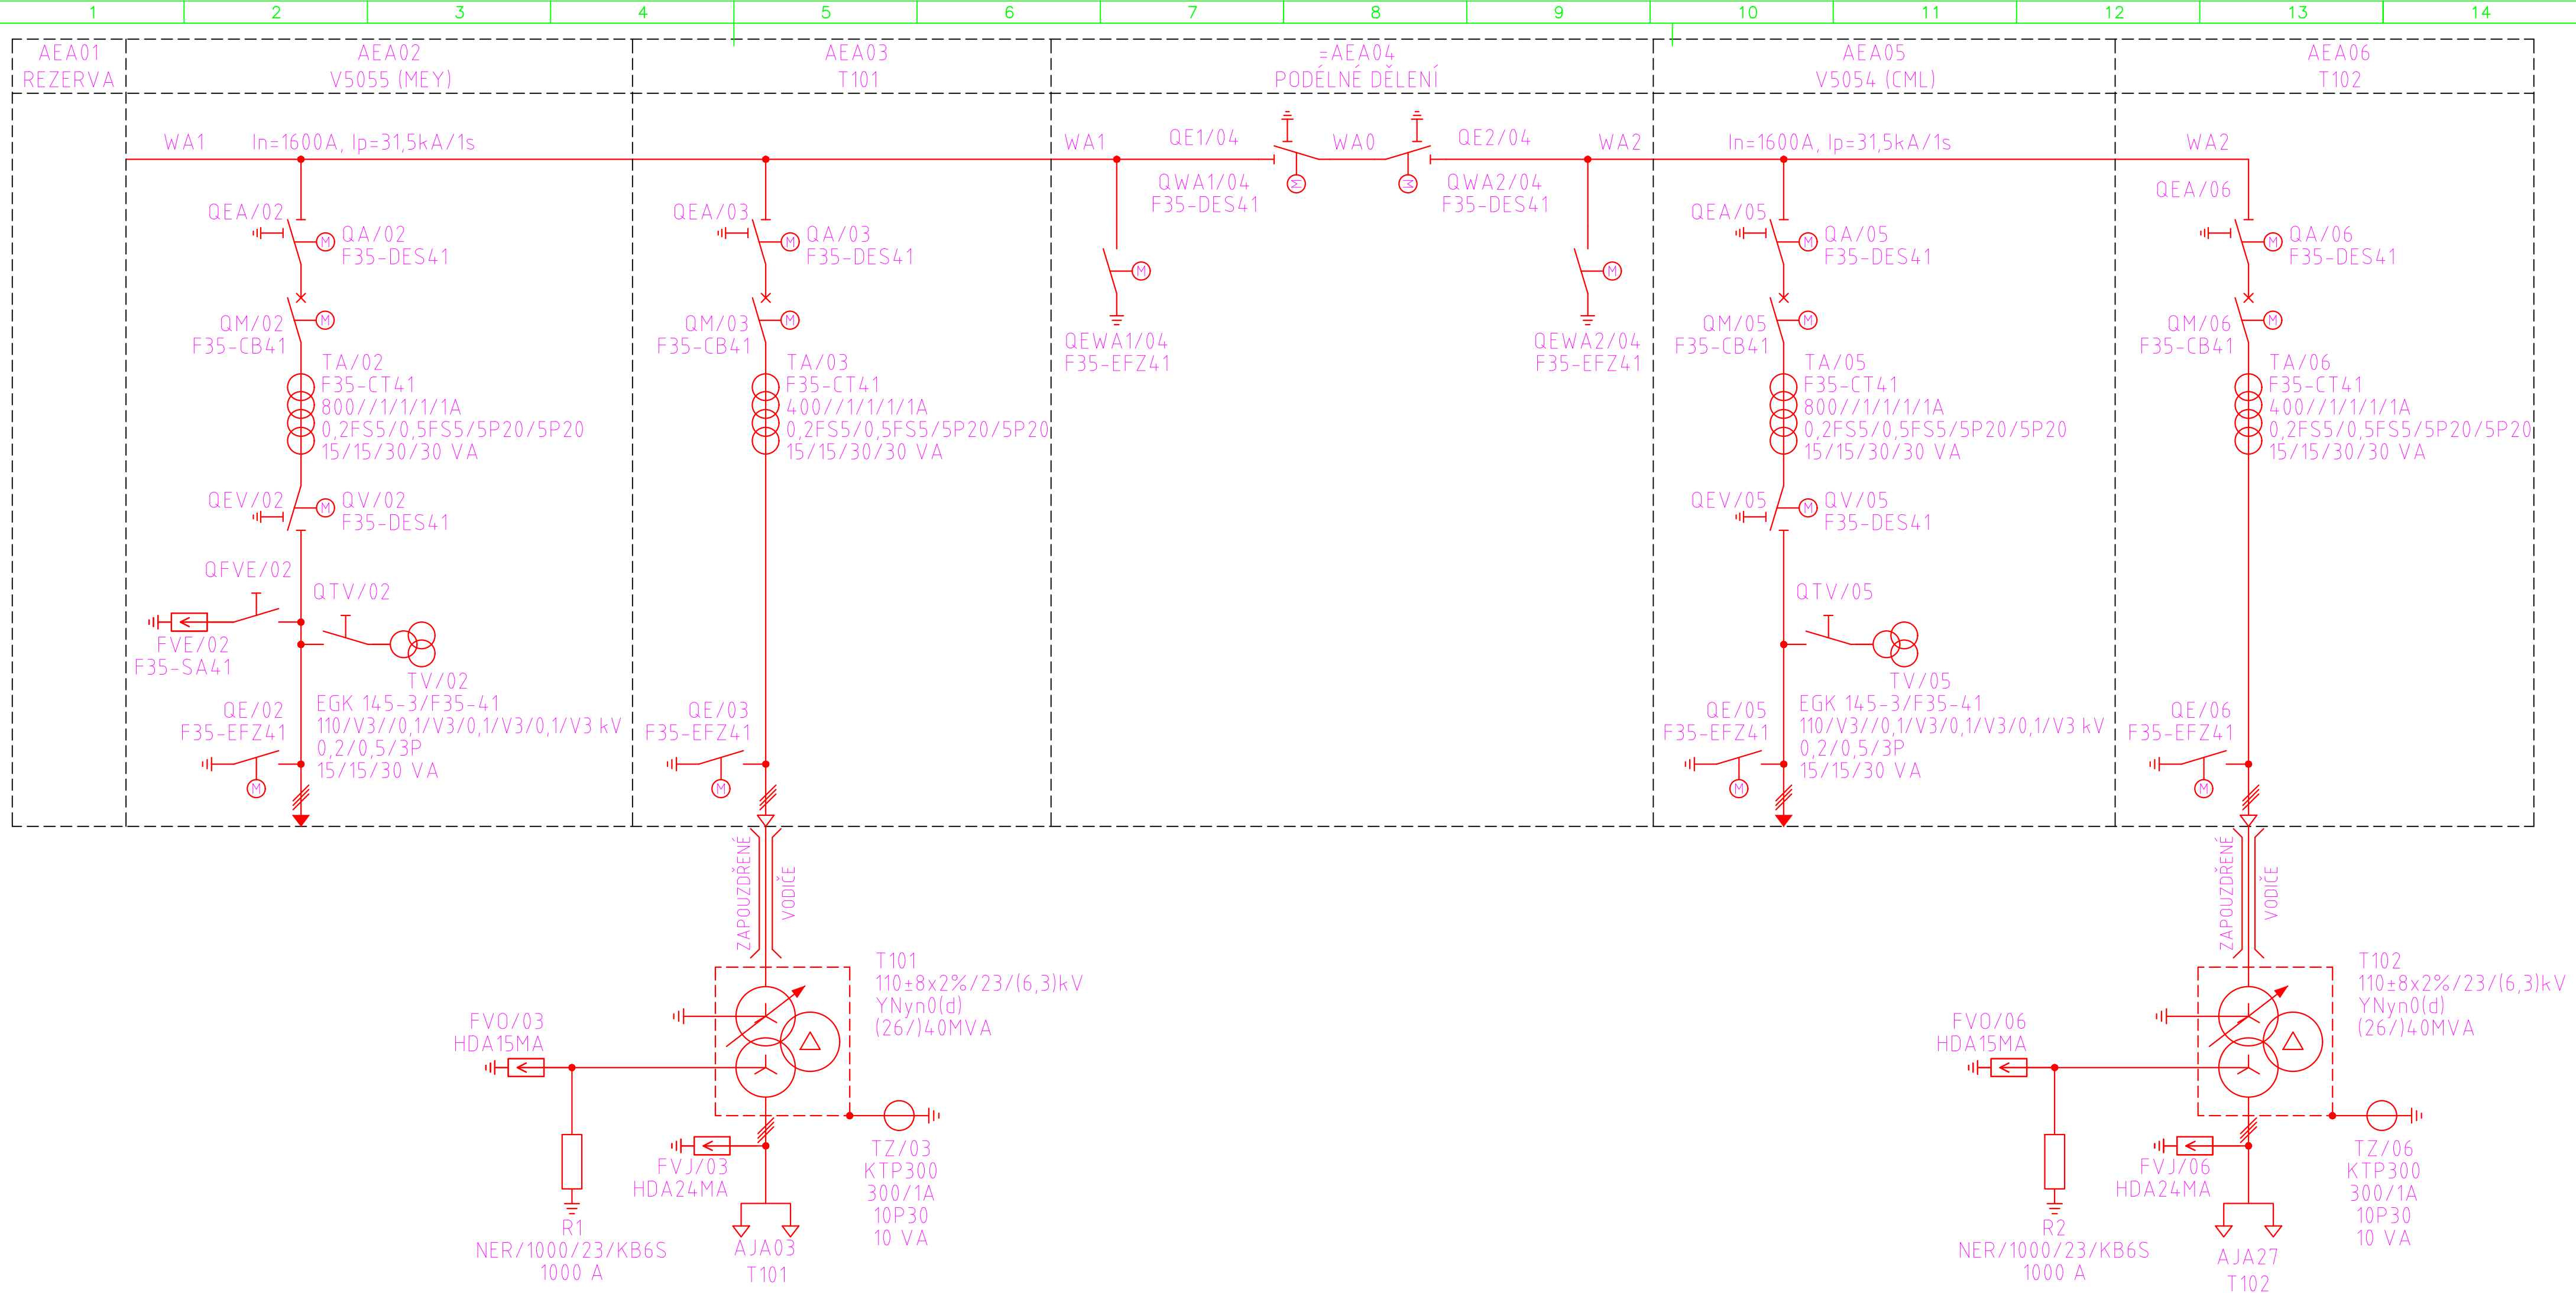 1 2 3 4 5 6 7 8 9 10 11 12 13 14
AEA01
REZERVA
AEA02
V5055 (MEY)
AEA03
T101
=AEA04
PODÉLNÉ DĚLENÍ
AEA05
V5054 (CML)
AEA06
T102
WA1
In=1600A, Ip=31,5kA/1s
QEA/02
QA/02
F35-DES41
QM/02
F35-CB41
TA/02
F35-CT41
800//1/1/1/1A
0,2FS5/0,5FS5/5P20/5P20
15/15/30/30 VA
QEV/02
QV/02
F35-DES41
QFVE/02
QTV/02
FVE/02
F35-SA41
TV/02
EGK 145-3/F35-41
110/V3//0,1/V3/0,1/V3/0,1/V3 kV
0,2/0,5/3P
15/15/30 VA
QE/02
F35-EFZ41
M
M
M
M
QEA/03
QA/03
F35-DES41
QM/03
F35-CB41
TA/03
F35-CT41
400//1/1/1/1A
0,2FS5/0,5FS5/5P20/5P20
15/15/30/30 VA
QE/03
F35-EFZ41
M
M
M
WA1
QE1/04
WA0
QE2/04
WA2
QWA1/04
F35-DES41
QWA2/04
F35-DES41
M
M
M
M
QEWA1/04
F35-EFZ41
QEWA2/04
F35-EFZ41
In=1600A, Ip=31,5kA/1s
QEA/05
QA/05
F35-DES41
QM/05
F35-CB41
TA/05
F35-CT41
800//1/1/1/1A
0,2FS5/0,5FS5/5P20/5P20
15/15/30/30 VA
QEV/05
QV/05
F35-DES41
QTV/05
TV/05
EGK 145-3/F35-41
110/V3//0,1/V3/0,1/V3/0,1/V3 kV
0,2/0,5/3P
15/15/30 VA
QE/05
F35-EFZ41
M
M
M
M
WA2
QEA/06
QA/06
F35-DES41
QM/06
F35-CB41
TA/06
F35-CT41
400//1/1/1/1A
0,2FS5/0,5FS5/5P20/5P20
15/15/30/30 VA
QE/06
F35-EFZ41
M
M
M
ZAPOUZDŘENÉ
VODIČE
T101
110±8x2%/23/(6,3)kV
YNyn0(d)
(26/)40MVA
FVO/03
HDA15MA
FVJ/03
HDA24MA
TZ/03
KTP300
300/1A
10P30
10 VA
R1
NER/1000/23/KB6S
1000 A
AJA03
T101
ZAPOUZDŘENÉ
VODIČE
T102
110±8x2%/23/(6,3)kV
YNyn0(d)
(26/)40MVA
FVO/06
HDA15MA
FVJ/06
HDA24MA
TZ/06
KTP300
300/1A
10P30
10 VA
R2
NER/1000/23/KB6S
1000 A
AJA27
T102